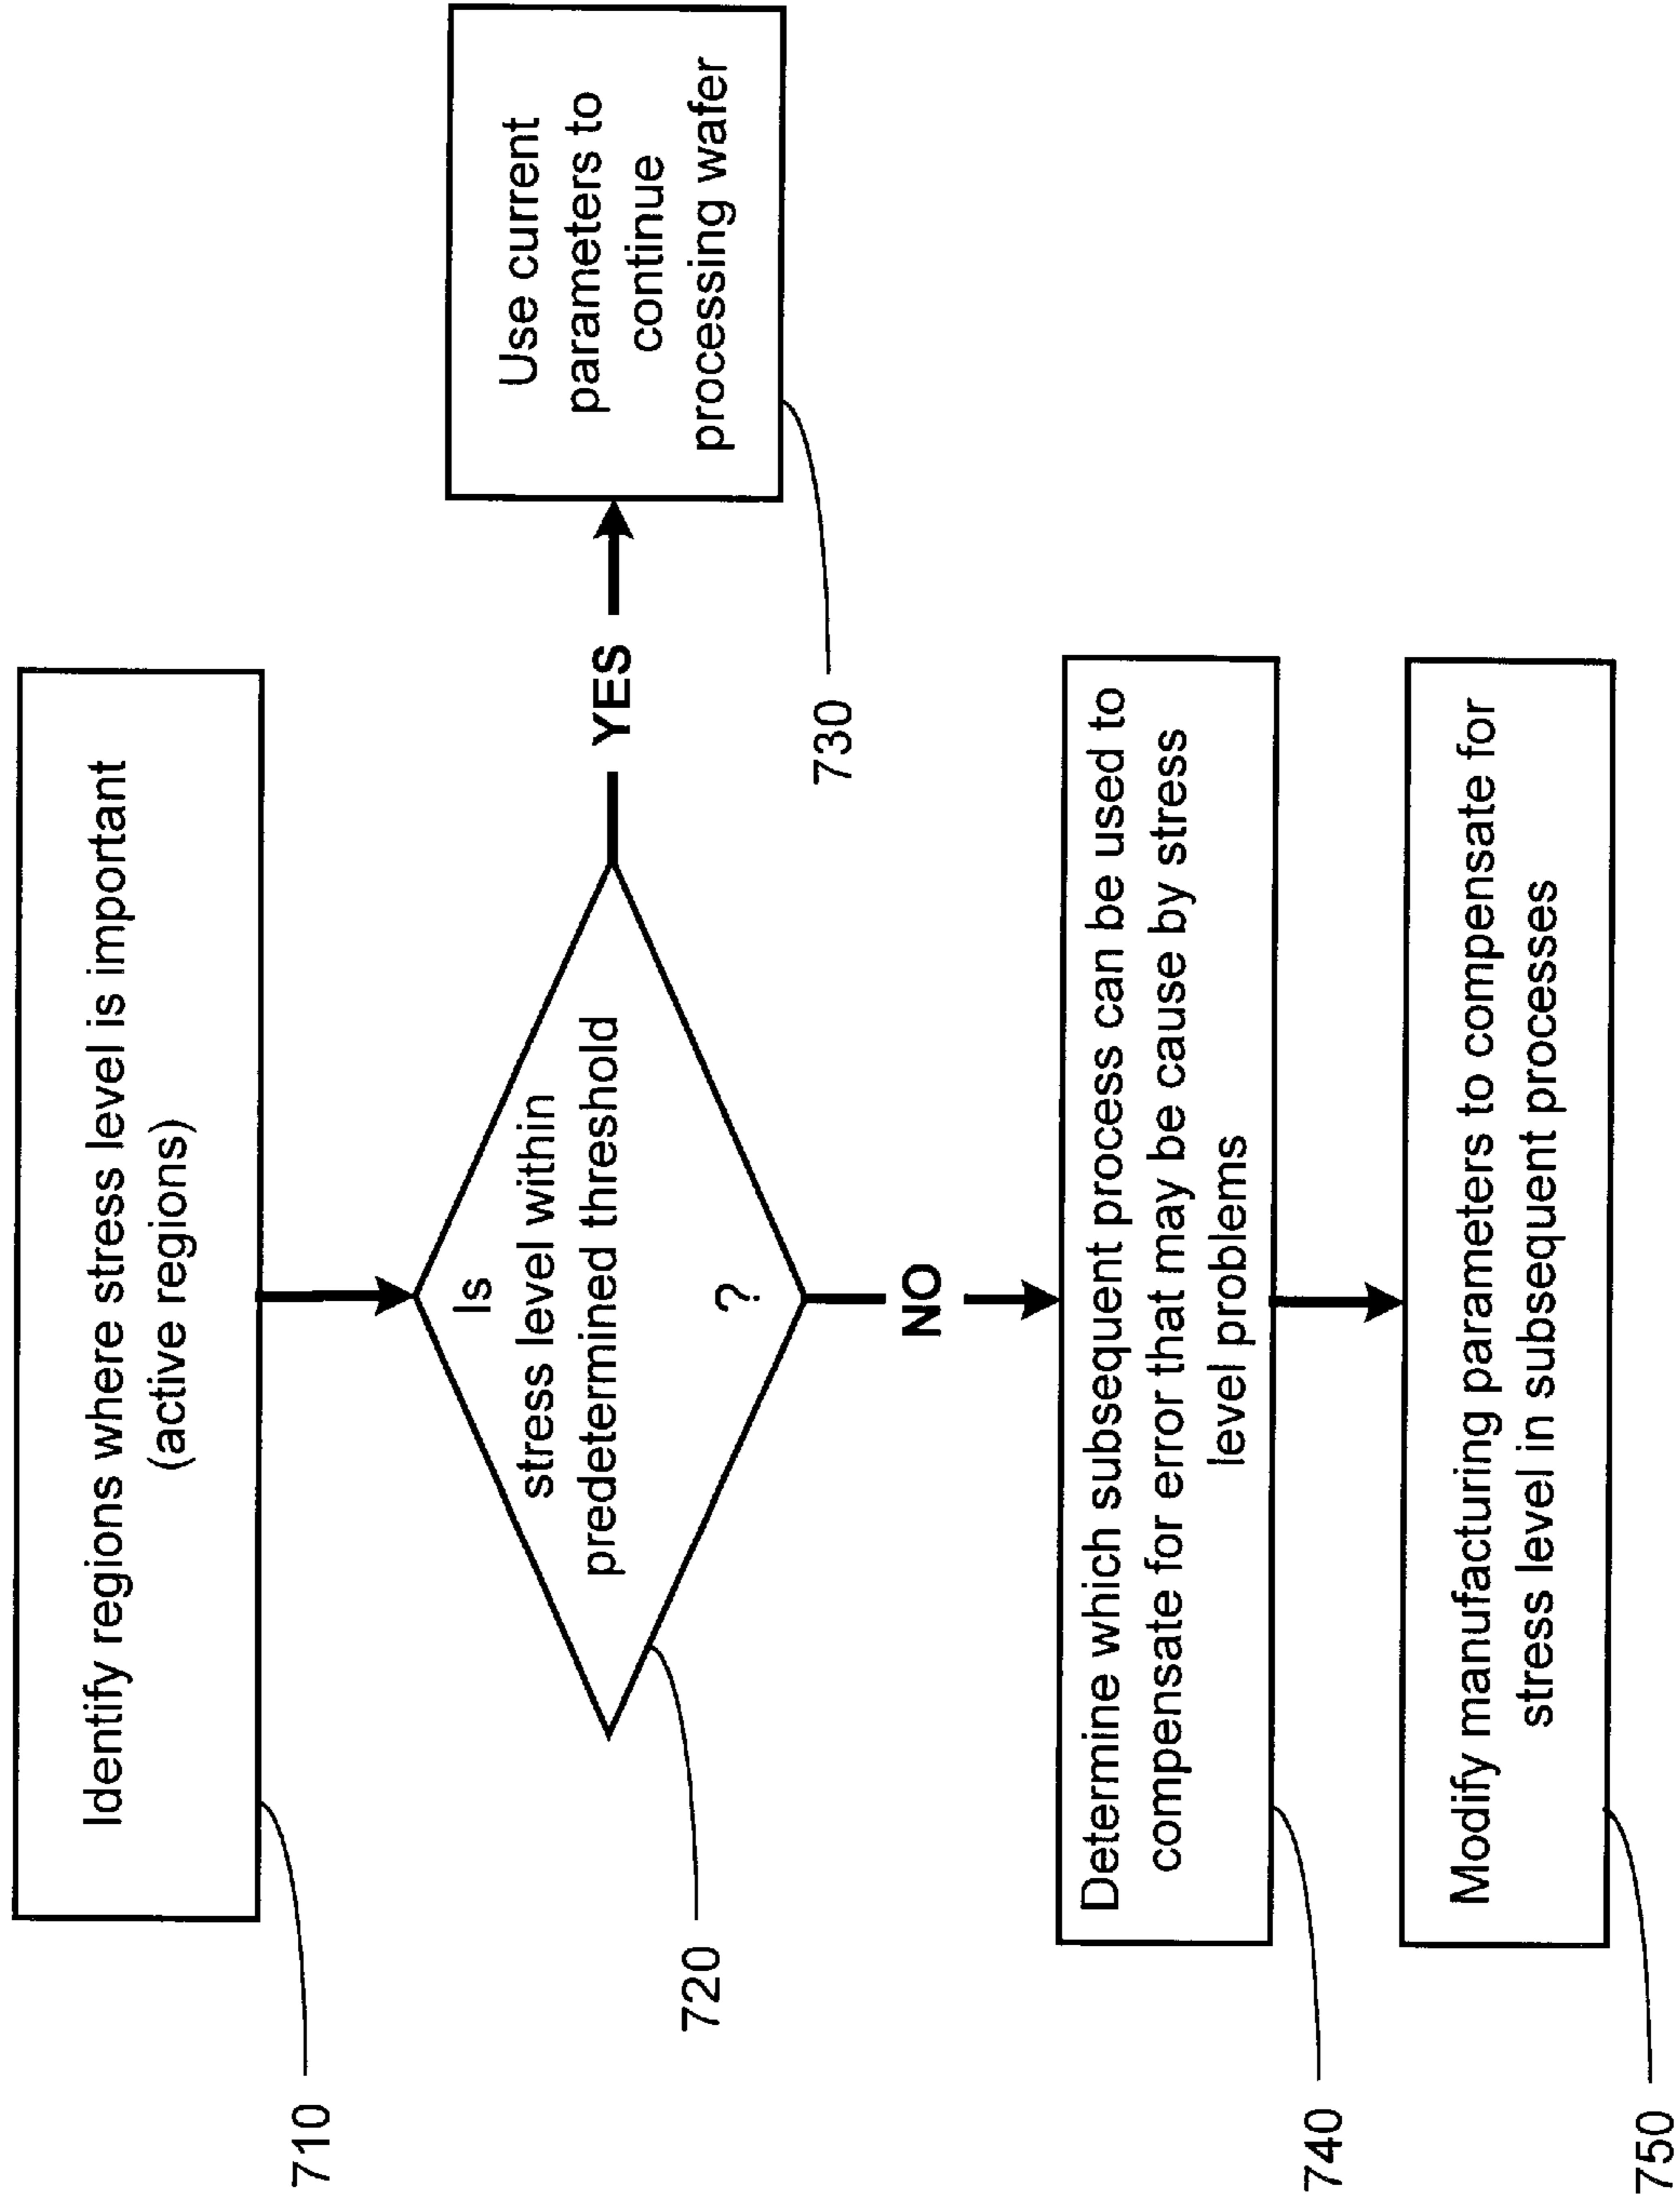 Identify regions where stress level is important
(active regions)
710
Is
stress level within
predetermined threshold
?
720
YES
Use current
parameters to
continue
processing wafer
730
NO
Determine which subsequent process can be used to
compensate for error that may be cause by stress
level problems
740
Modify manufacturing parameters to compensate for
stress level in subsequent processes
750